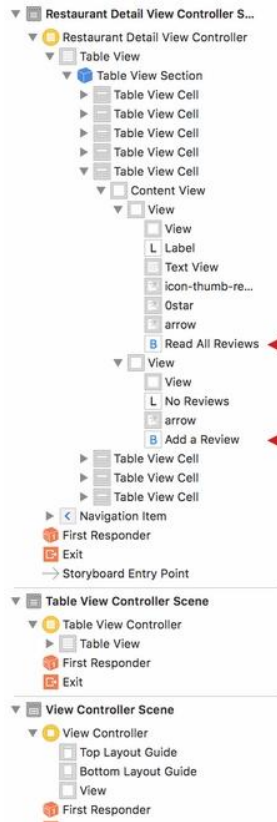 Restaurant Detail View Controller S...
Restaurant Detail View Controller
Table View
Table View Section
Table View Cell
Table View Cell
Table View Cell
Table View Cell
Table View Cell
Content View
View
View
L Label
Text View
icon-thumb-re...
0star
arrow
B Read All Reviews
View
View
L No Reviews
arrow
B Add a Review
Table View Cell
Table View Cell
Table View Cell
Navigation Item
First Responder
Exit
Storyboard Entry Point
Table View Controller Scene
Table View Controller
Table View
First Responder
Exit
View Controller Scene
View Controller
Top Layout Guide
Bottom Layout Guide
View
First Responder